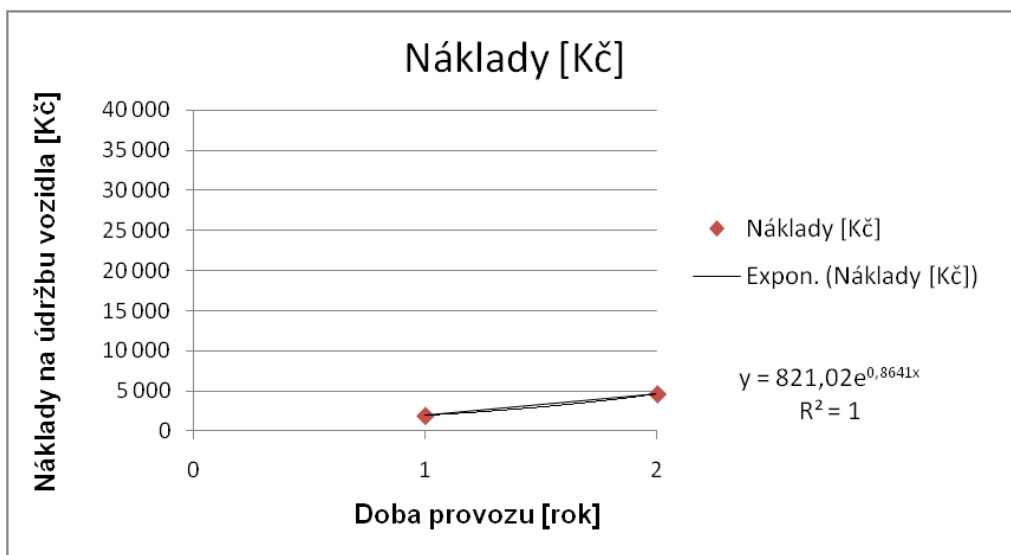 Náklady [Kč]
Náklady na údržbu vozidla [Kč]
40 000
35 000
30 000
25 000
20 000
15 000
10 000
5 000
0
0 1 2
Doba provozu [rok]
Náklady [Kč]
Expon. (Náklady [Kč])
y = 821,02e^0,8641x
R² = 1